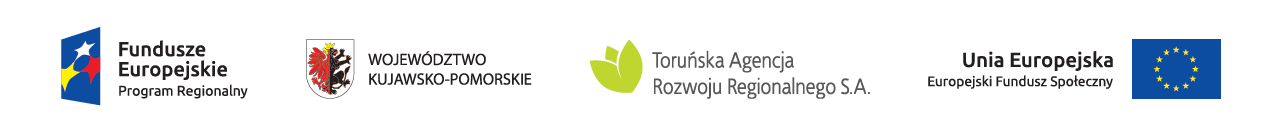 Fundusze
Europejskie
Program Regionalny
WOJEWÓDZTWO
KUJAWSKO-POMORSKIE
Toruńska Agencja
Rozwoju Regionalnego S.A.
Unia Europejska
Europejski Fundusz Społeczny